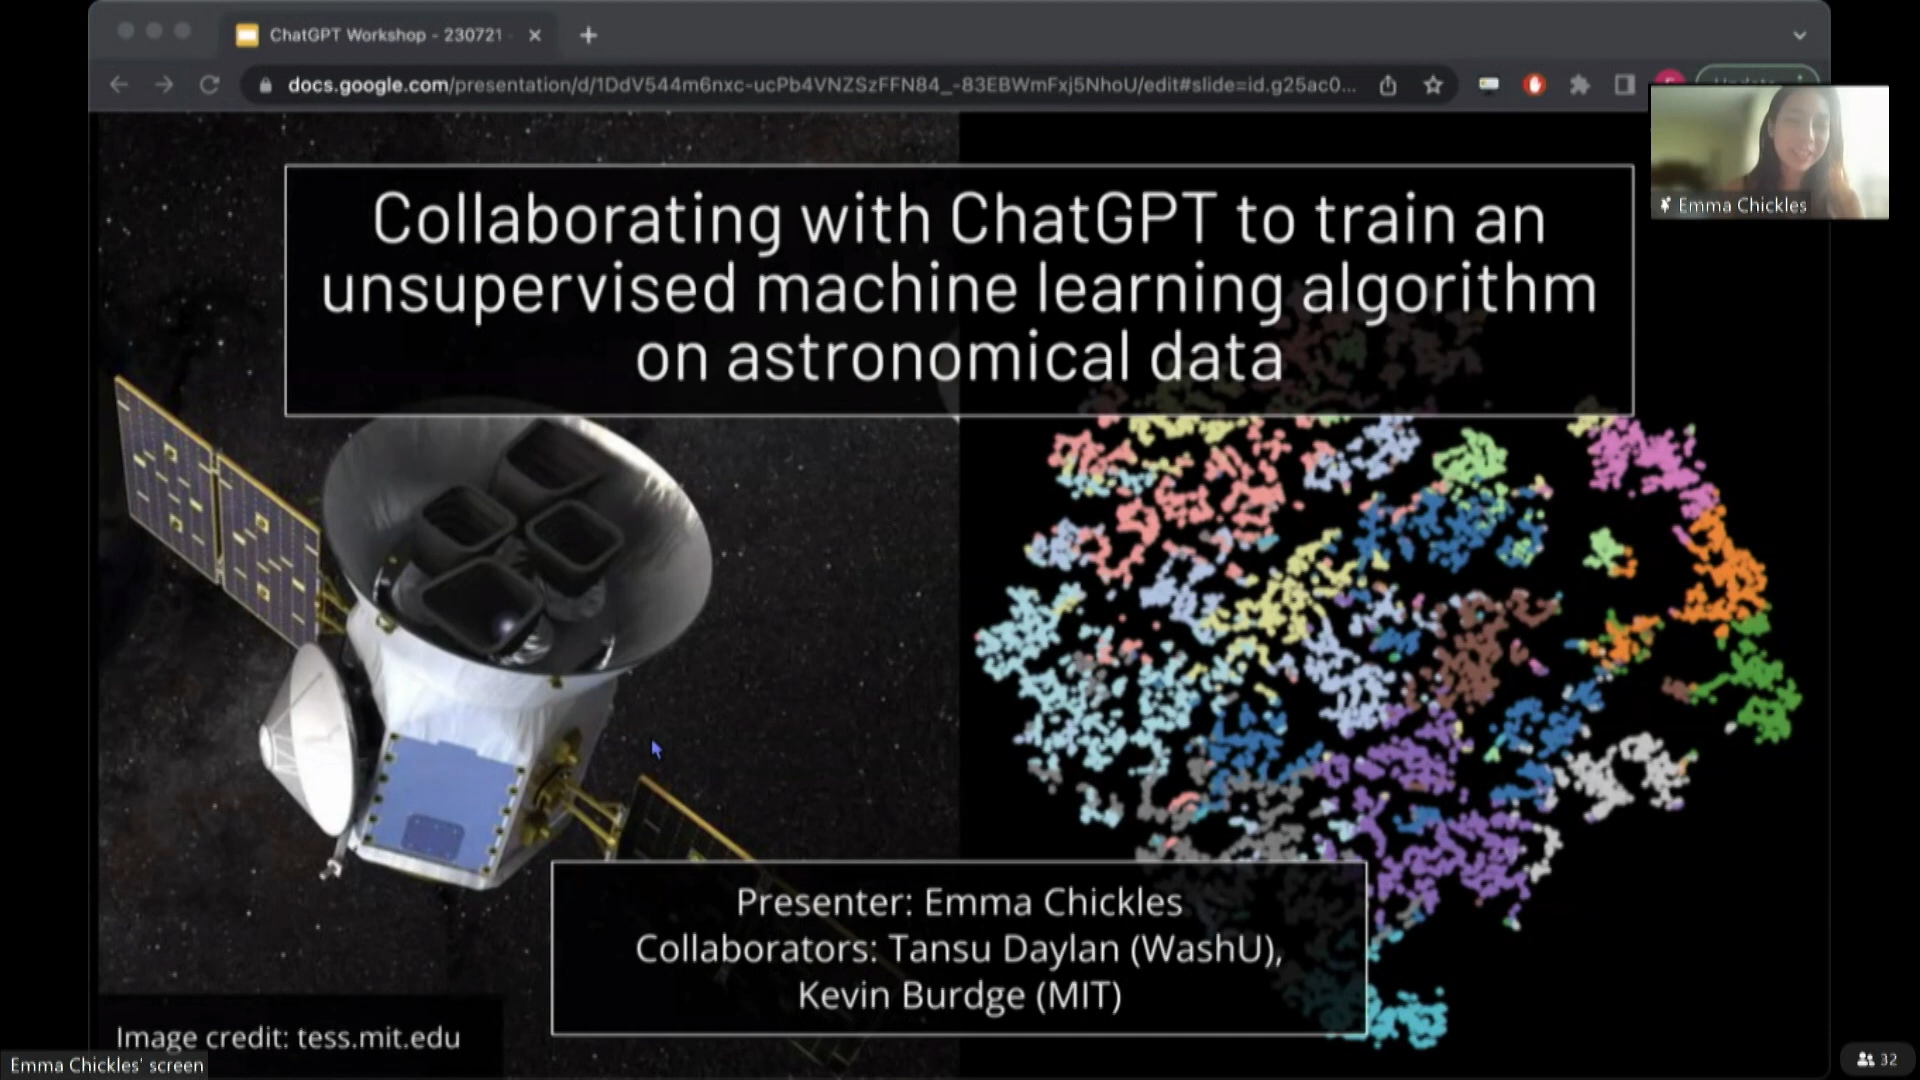 ChatGPT Workshop - 230721
docs.google.com/presentation/d/1DdV544m6nxc-ucPb4VNZSzFFN84_-83EBWmFxj5NhoU/edit#slide=id.g25ac0...
Emma Chickles
Collaborating with ChatGPT to train an
unsupervised machine learning algorithm
on astronomical data
Presenter: Emma Chickles
Collaborators: Tansu Daylan (WashU),
Kevin Burdge (MIT)
Image credit: tess.mit.edu
Emma Chickles' screen
32